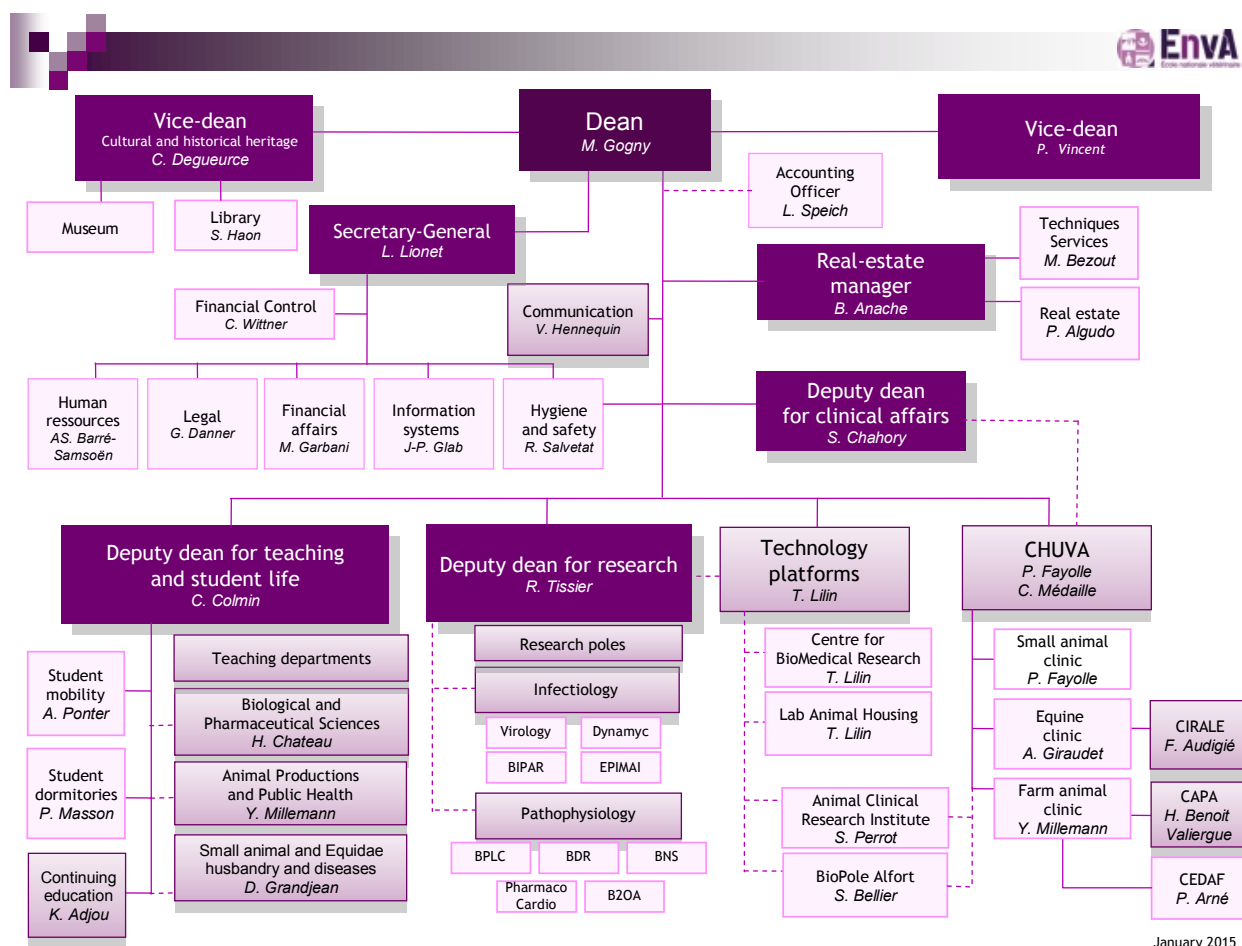 EnvA
Ecole nationale vétérinaire
Vice-dean
Cultural and historical heritage
C. Degueurce
Dean
M. Gogny
Vice-dean
P. Vincent
Accounting
Officer
L. Speich
Museum
Library
S. Haon
Secretary-General
L. Lionet
Techniques
Services
M. Bezout
Real-estate
manager
B. Anache
Real estate
P. Algudo
Financial Control
C. Wittner
Communication
V. Hennequin
Human
ressources
AS. Barré-
Samsoën
Legal
G. Danner
Financial
affairs
M. Garbani
Information
systems
J-P. Glab
Hygiene
and safety
R. Salvetat
Deputy dean
for clinical affairs
S. Chahory
Deputy dean for teaching
and student life
C. Colmin
Deputy dean for research
R. Tissier
Technology
platforms
T. Lilin
CHUVA
P. Fayolle
C. Médaille
Student
mobility
A. Ponter
Student
dormitories
P. Masson
Continuing
education
K. Adjou
Teaching departments
Biological and
Pharmaceutical Sciences
H. Chateau
Animal Productions
and Public Health
Y. Millemann
Small animal and Equidae
husbandry and diseases
D. Grandjean
Research poles
Infectiology
Virology
Dynamyc
BIPAR
EPIMAI
Pathophysiology
BPLC
BDR
BNS
Pharmaco
Cardio
B2OA
Centre for
BioMedical Research
T. Lilin
Lab Animal Housing
T. Lilin
Animal Clinical
Research Institute
S. Perrot
BioPole Alfort
S. Bellier
Small animal
clinic
P. Fayolle
Equine
clinic
A. Giraudet
Farm animal
clinic
Y. Millemann
CIRALE
F. Audigié
CAPA
H. Benoit
Valiergue
CEDAF
P. Arné
January 2015